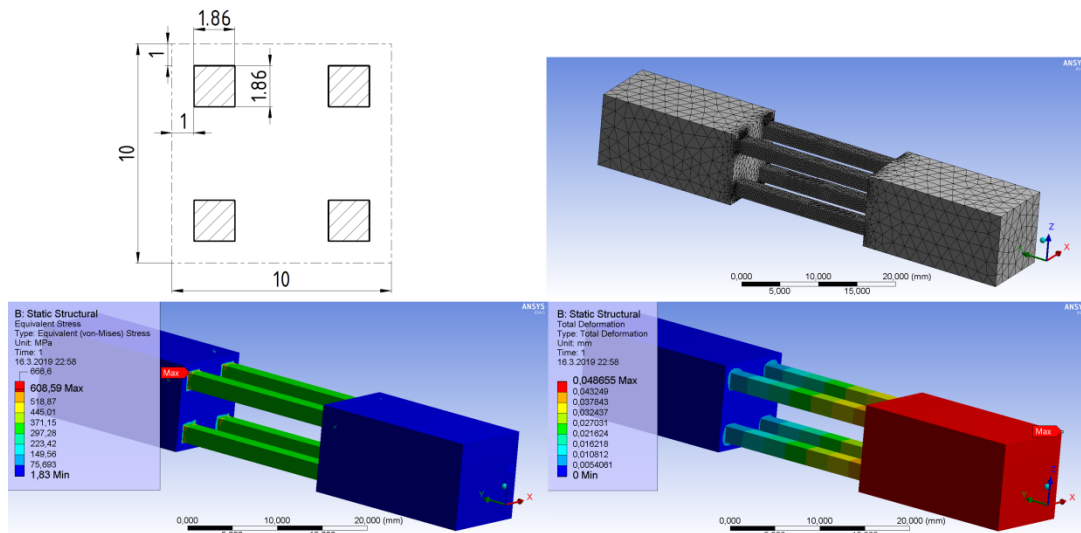 1.86
1
1.86
1
10
10
ANSYS
Z
Y
X
0,000
10,000
20,000 (mm)
5,000
15,000
B: Static Structural
Equivalent Stress
Type: Equivalent (von-Mises) Stress
Unit: MPa
Time: 1
16.3.2019 22:58
666,6
608,59 Max
518,87
445,01
371,15
297,28
223,42
149,56
75,693
1,83 Min
Max
ANSYS
Y
X
0,000
10,000
20,000 (mm)
B: Static Structural
Total Deformation
Type: Total Deformation
Unit: mm
Time: 1
16.3.2019 22:58
0,048655 Max
0,043249
0,037843
0,032437
0,027031
0,021624
0,016218
0,010812
0,0054061
0 Min
Max
ANSYS
Y
X
0,000
10,000
20,000 (mm)